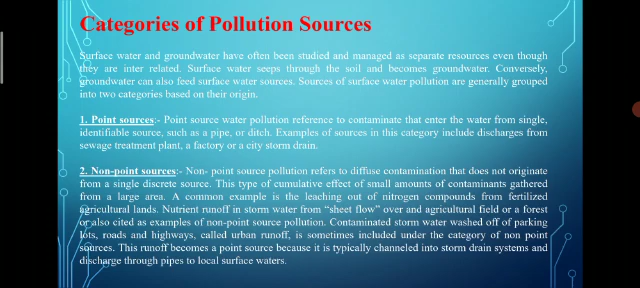 Categories of Pollution Sources
Surface water and groundwater have often been studied and managed as separate resources even though
they are inter related. Surface water seeps through the soil and becomes groundwater. Conversely,
groundwater can also feed surface water sources. Sources of surface water pollution are generally grouped
into two categories based on their origin.
1. Point sources:- Point source water pollution reference to contaminate that enter the water from single,
identifiable source, such as a pipe, or ditch. Examples of sources in this category include discharges from
sewage treatment plant, a factory or a city storm drain.
2. Non-point sources:- Non- point source pollution refers to diffuse contamination that does not originate
from a single discrete source. This type of cumulative effect of small amounts of contaminants gathered
from a large area. A common example is the leaching out of nitrogen compounds from fertilized
agricultural lands. Nutrient runoff in storm water from “sheet flow” over and agricultural field or a forest
or also cited as examples of non-point source pollution. Contaminated storm water washed off of parking
lots, roads and highways, called urban runoff, is sometimes included under the category of non point
sources. This runoff becomes a point source because it is typically channeled into storm drain systems and
discharge through pipes to local surface waters.